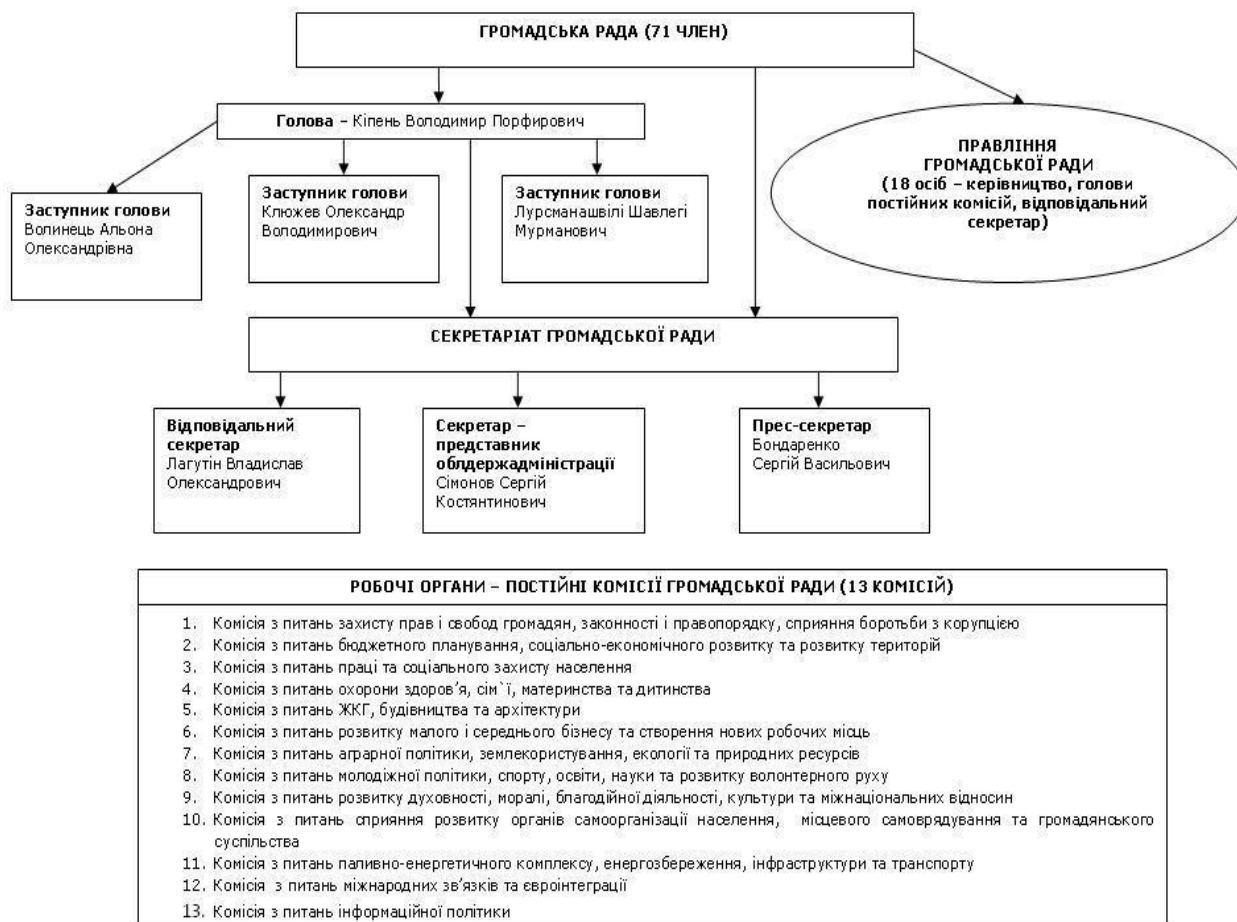 ГРОМАДСЬКА РАДА (71 ЧЛЕН)
Голова – Кіпень Володимир Порфирович
ПРАВЛІННЯ
ГРОМАДСЬКОЇ РАДИ
(18 осіб – керівництво, голови
постійних комісій, відповідальний
секретар)
Заступник голови
Волинець Альона
Олександрівна
Заступник голови
Клюжев Олександр
Володимирович
Заступник голови
Лурсманашвілі Шавлегі
Мурманович
СЕКРЕТАРІАТ ГРОМАДСЬКОЇ РАДИ
Відповідальний
секретар
Лагутін Владислав
Олександрович
Секретар –
представник
облдержадміністрації
Сімонов Сергій
Костянтинович
Прес-секретар
Бондаренко
Сергій Васильович
РОБОЧІ ОРГАНИ – ПОСТІЙНІ КОМІСІЇ ГРОМАДСЬКОЇ РАДИ (13 КОМІСІЙ)
1. Комісія з питань захисту прав і свобод громадян, законності і правопорядку, сприяння боротьби з корупцією
2. Комісія з питань бюджетного планування, соціально-економічного розвитку та розвитку територій
3. Комісія з питань праці та соціального захисту населення
4. Комісія з питань охорони здоров’я, сім`ї, материнства та дитинства
5. Комісія з питань ЖКГ, будівництва та архітектури
6. Комісія з питань розвитку малого і середнього бізнесу та створення нових робочих місць
7. Комісія з питань аграрної політики, землекористування, екології та природних ресурсів
8. Комісія з питань молодіжної політики, спорту, освіти, науки та розвитку волонтерного руху
9. Комісія з питань розвитку духовності, моралі, благодійної діяльності, культури та міжнаціональних відносин
10. Комісія з питань сприяння розвитку органів самоорганізації населення, місцевого самоврядування та громадянського
суспільства
11. Комісія з питань паливно-енергетичного комплексу, енергозбереження, інфраструктури та транспорту
12. Комісія з питань міжнародних зв’язків та євроінтеграції
13. Комісія з питань інформаційної політики